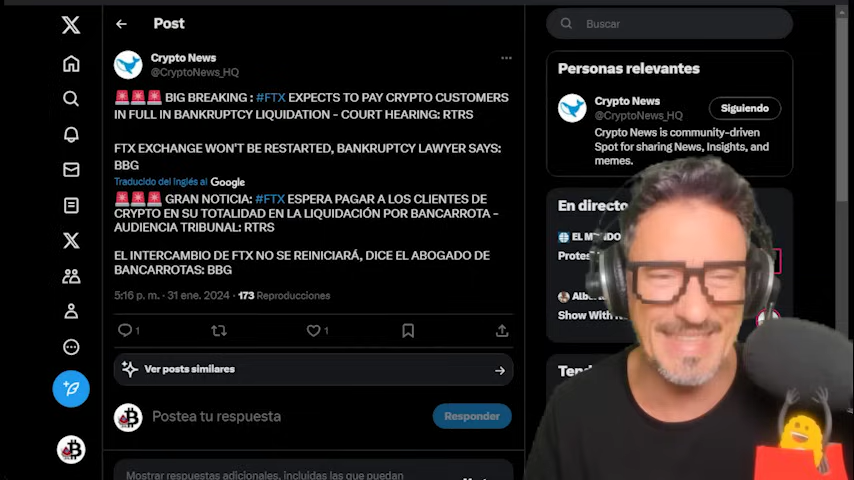 Post
Buscar
Crypto News
@CryptoNews_HQ
🚨🚨🚨 BIG BREAKING : #FTX EXPECTS TO PAY CRYPTO CUSTOMERS
IN FULL IN BANKRUPTCY LIQUIDATION - COURT HEARING: RTRS
FTX EXCHANGE WON'T BE RESTARTED, BANKRUPTCY LAWYER SAYS:
BBG
Traducido del inglés al Google
🚨🚨🚨 GRAN NOTICIA: #FTX ESPERA PAGAR A LOS CLIENTES DE
CRYPTO EN SU TOTALIDAD EN LA LIQUIDACIÓN POR BANCARROTA -
AUDIENCIA TRIBUNAL: RTRS
EL INTERCAMBIO DE FTX NO SE REINICIARÁ, DICE EL ABOGADO DE
BANCARROTAS: BBG
5:16 p. m. · 31 ene. 2024 · 173 Reproducciones
1
1
Ver posts similares
Postea tu respuesta
Responder
Mostrar respuestas adicionales, incluidas las que puedan
Personas relevantes
Crypto News
@CryptoNews_HQ
Siguiendo
Crypto News is community-driven
Spot for sharing News, Insights, and
memes.
En directo
EL MUNDO
Show With